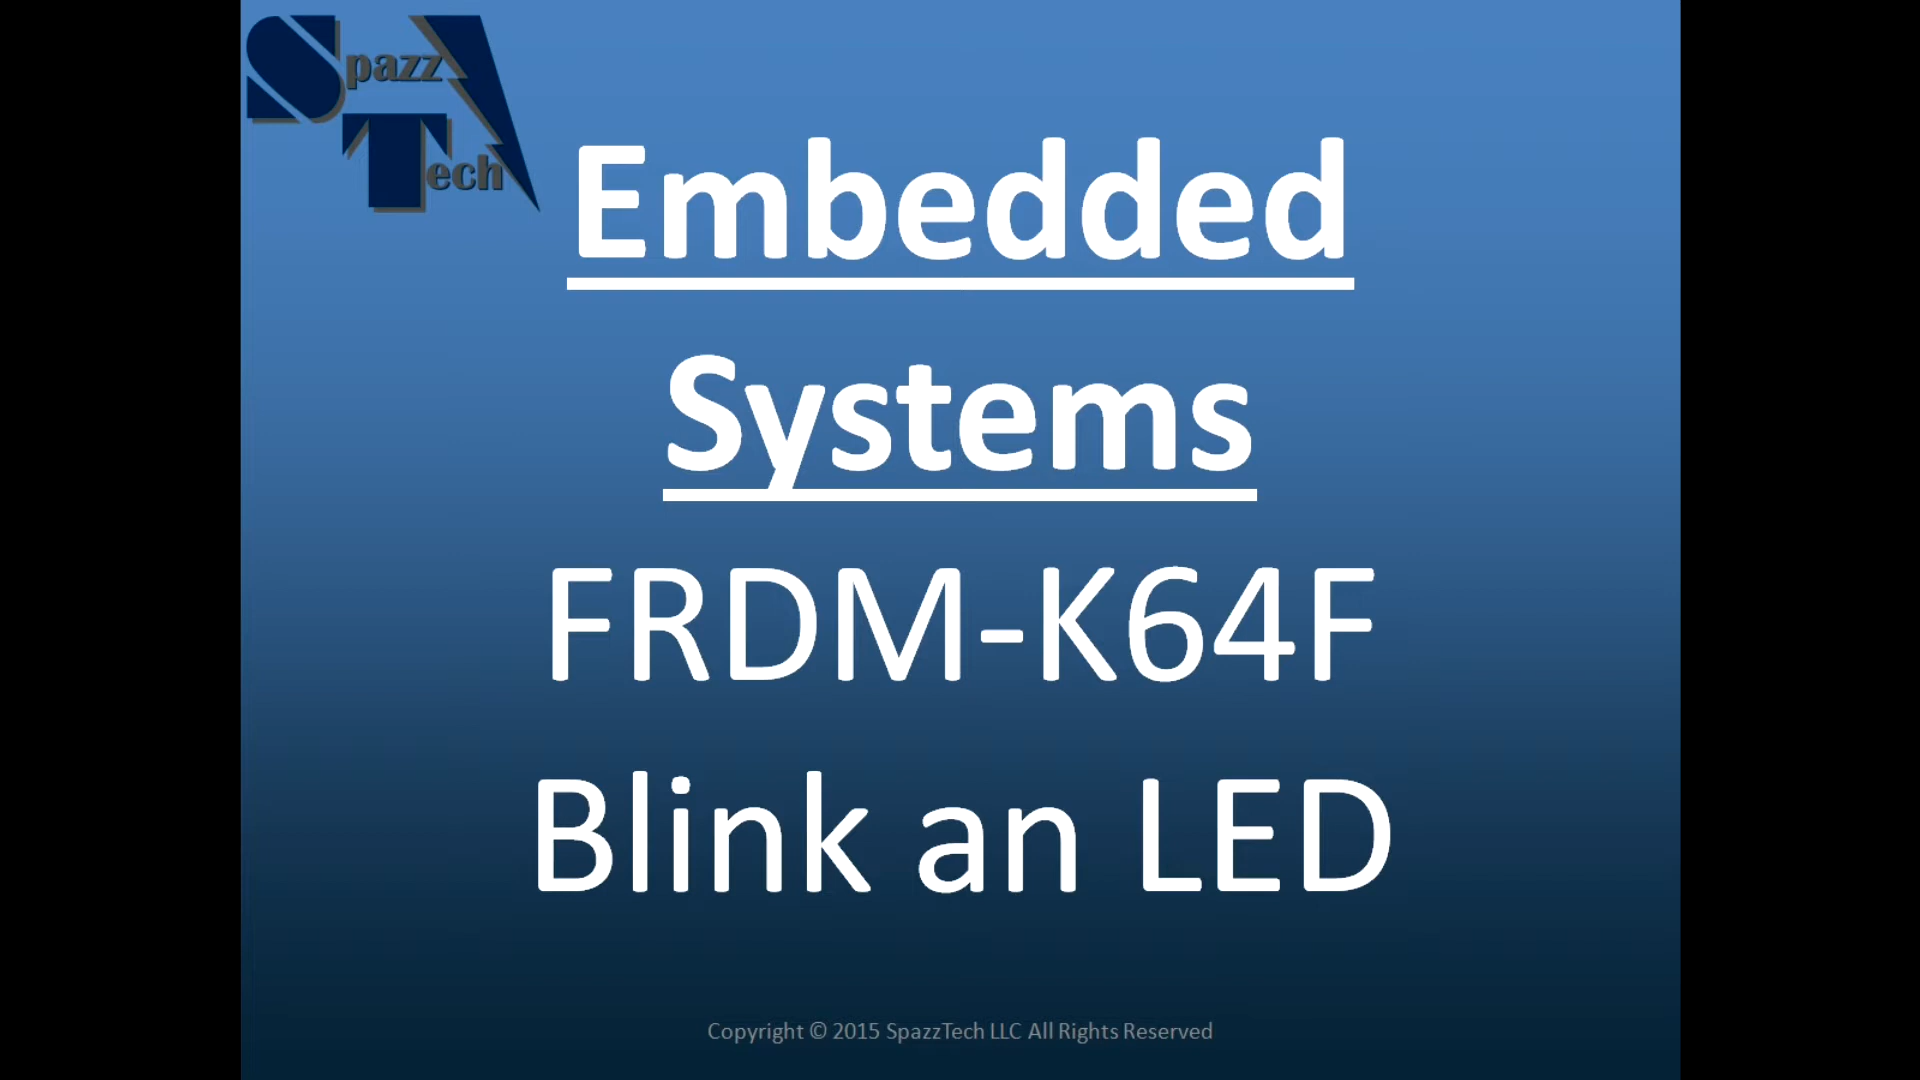 Spazz
Tech
Embedded
Systems
FRDM-K64F
Blink an LED
Copyright © 2015 SpazzTech LLC All Rights Reserved